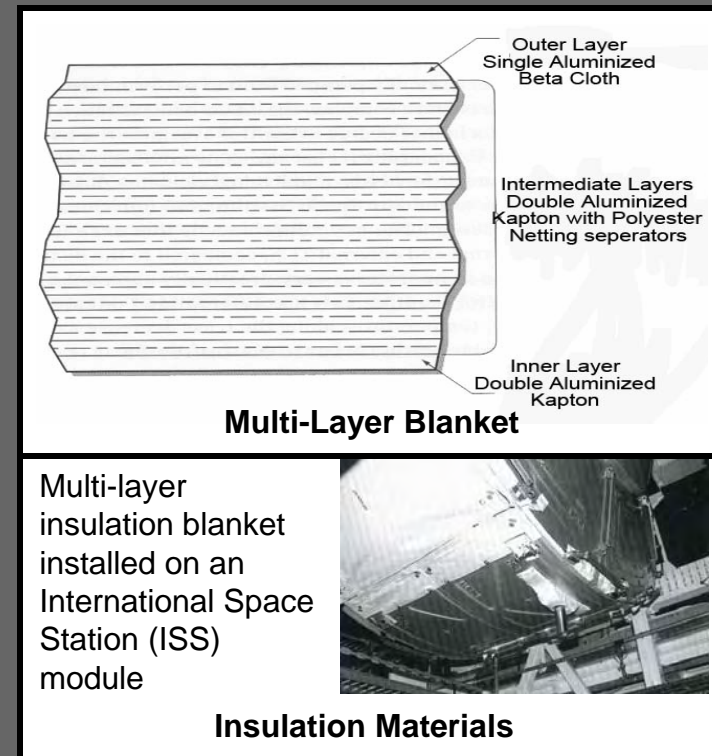 Outer Layer
Single Aluminized
Beta Cloth
Intermediate Layers
Double Aluminized
Kapton with Polyester
Netting seperators
Inner Layer
Double Aluminized
Kapton
Multi-Layer Blanket
Multi-layer
insulation blanket
installed on an
International Space
Station (ISS)
module
Insulation Materials